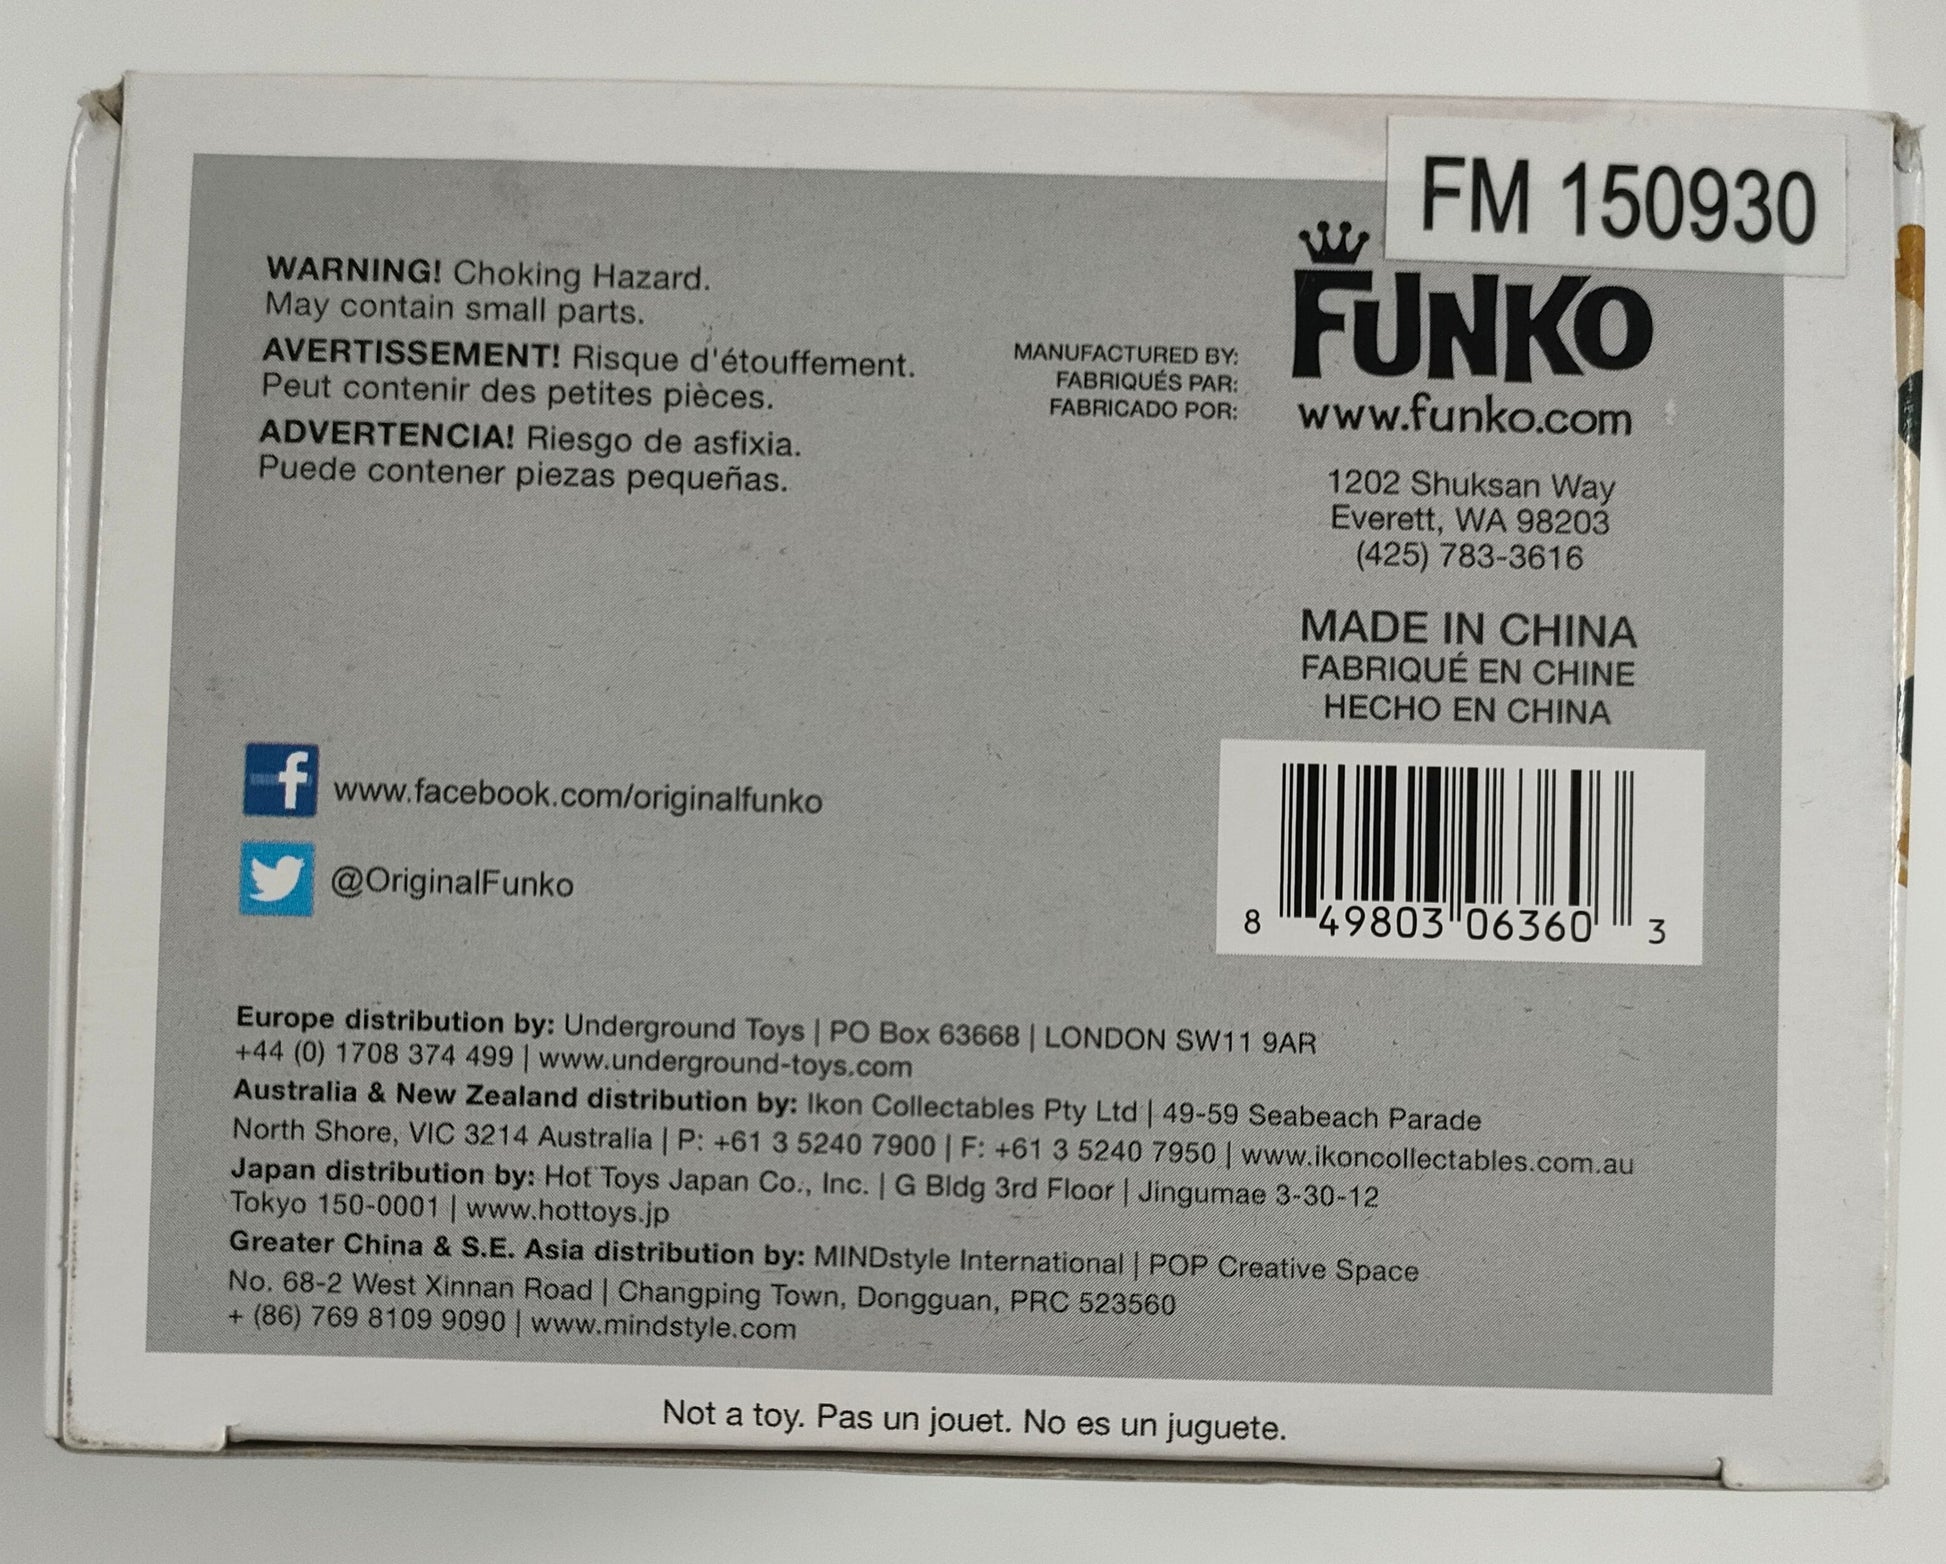 FM 150930
WARNING! Choking Hazard.
May contain small parts.
AVERTISSEMENT! Risque d'étouffement.
Peut contenir des petites pièces.
ADVERTENCIA! Riesgo de asfixia.
Puede contener piezas pequeñas.
MANUFACTURED BY:
FABRIQUÉS PAR:
FABRICADO POR:
FUNKO
www.funko.com
1202 Shuksan Way
Everett, WA 98203
(425) 783-3616
MADE IN CHINA
FABRIQUÉ EN CHINE
HECHO EN CHINA
f www.facebook.com/originalfunko
@OriginalFunko
8 49803 06360 3
Europe distribution by: Underground Toys | PO Box 63668 | LONDON SW11 9AR
+44 (0) 1708 374 499 | www.underground-toys.com
Australia & New Zealand distribution by: Ikon Collectables Pty Ltd | 49-59 Seabeach Parade
North Shore, VIC 3214 Australia | P: +61 3 5240 7900 | F: +61 3 5240 7950 | www.ikoncollectables.com.au
Japan distribution by: Hot Toys Japan Co., Inc. | G Bldg 3rd Floor | Jingumae 3-30-12
Tokyo 150-0001 | www.hottoys.jp
Greater China & S.E. Asia distribution by: MINDstyle International | POP Creative Space
No. 68-2 West Xinnan Road | Changping Town, Dongguan, PRC 523560
+ (86) 769 8109 9090 | www.mindstyle.com
Not a toy. Pas un jouet. No es un juguete.